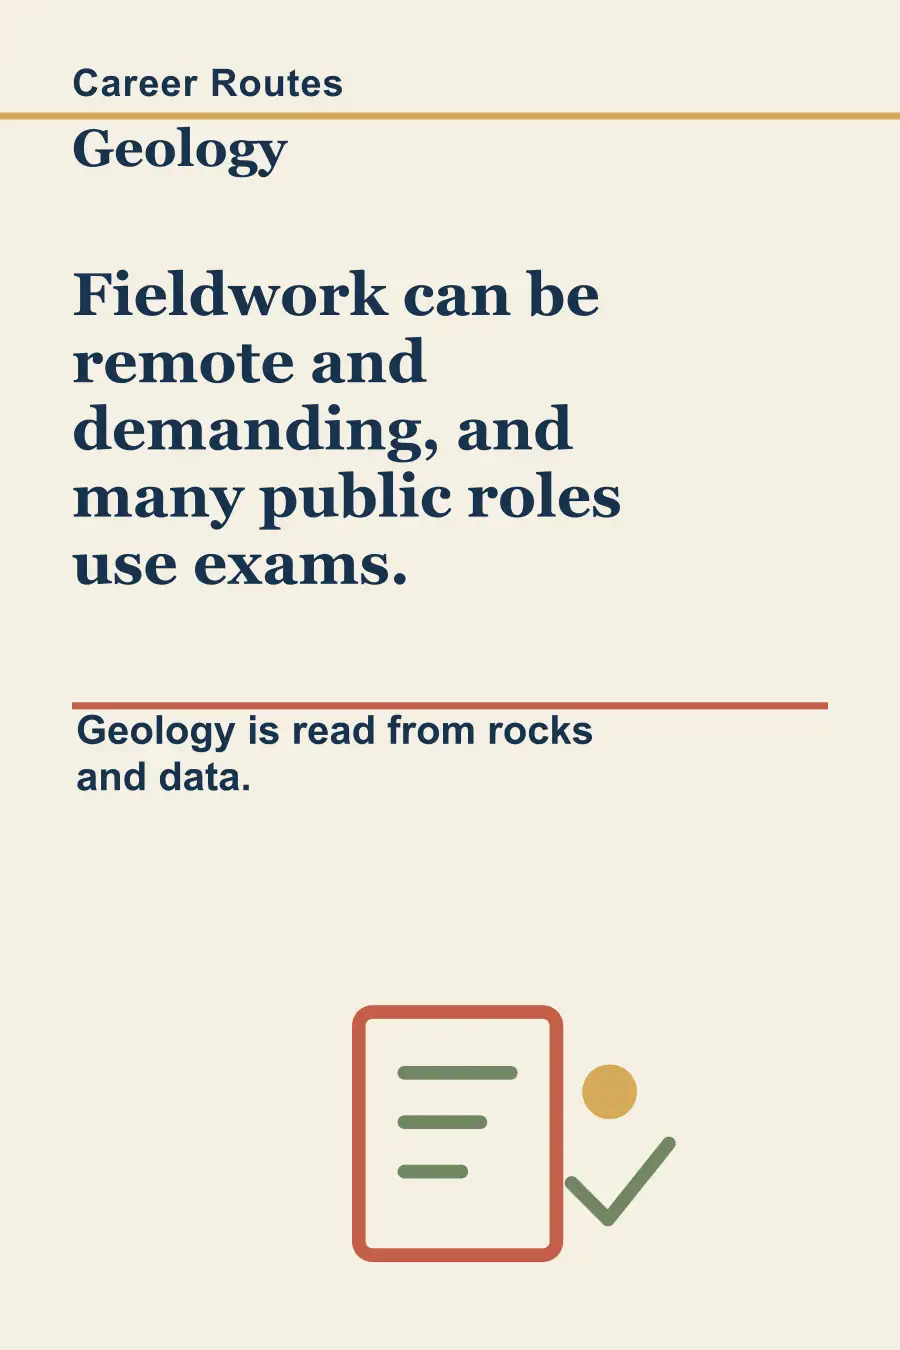 Career Routes
Geology
Fieldwork can be
remote and
demanding, and
many public roles
use exams.
Geology is read from rocks
and data.